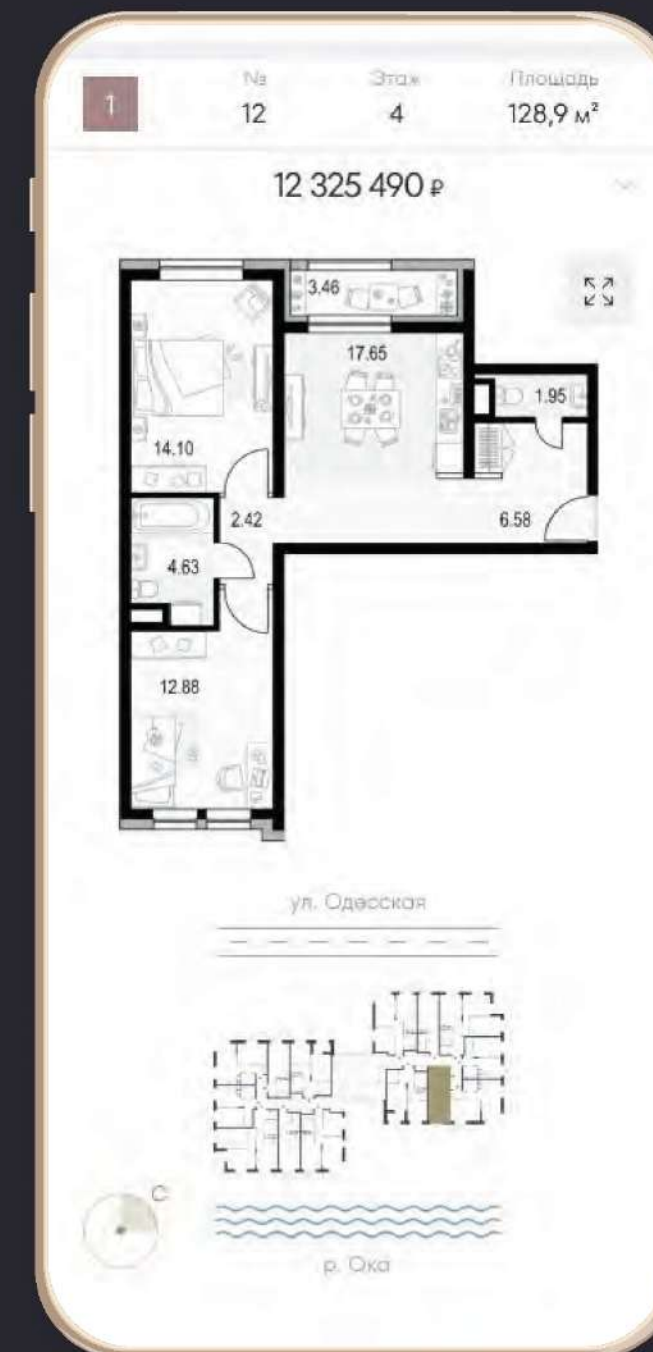 1
№ Этаж Площадь
12 4 128,9 м²
12 325 490 ₽
3.46
17.65
1.95
14.10
2.42
6.58
4.63
12.88
ул. Одесская
С
р. Ока